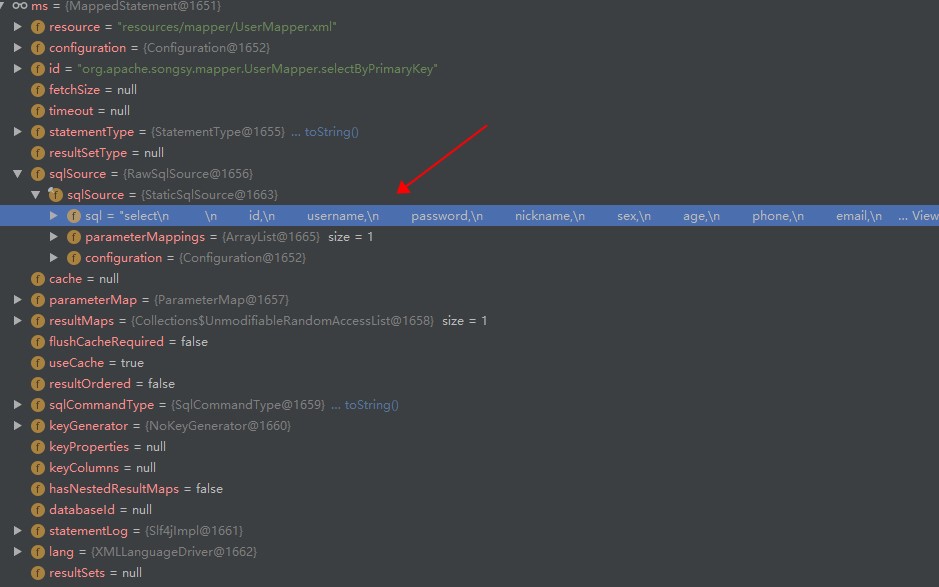 ms = {MappedStatement@1651}
resource = "resources/mapper/UserMapper.xml"
configuration = {Configuration@1652}
id = "org.apache.songsy.mapper.UserMapper.selectByPrimaryKey"
fetchSize = null
timeout = null
statementType = {StatementType@1655} ... toString()
resultSetType = null
sqlSource = {RawSqlSource@1656}
sqlSource = {StaticSqlSource@1663}
sql = "select\n \n id,\n username,\n password,\n nickname,\n sex,\n age,\n phone,\n email,\n ... View
parameterMappings = {ArrayList@1665} size = 1
configuration = {Configuration@1652}
cache = null
parameterMap = {ParameterMap@1657}
resultMaps = {Collections$UnmodifiableRandomAccessList@1658} size = 1
flushCacheRequired = false
useCache = true
resultOrdered = false
sqlCommandType = {SqlCommandType@1659} ... toString()
keyGenerator = {NoKeyGenerator@1660}
keyProperties = null
keyColumns = null
hasNestedResultMaps = false
databaseId = null
statementLog = {Slf4jImpl@1661}
lang = {XMLLanguageDriver@1662}
resultSets = null